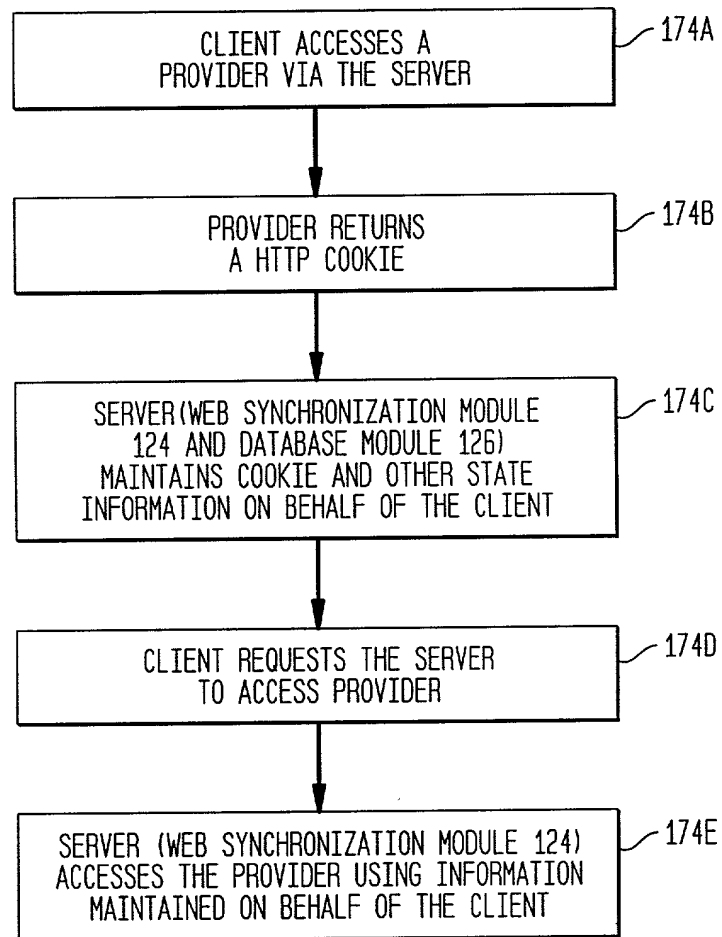 CLIENT ACCESSES A
PROVIDER VIA THE SERVER
174A
PROVIDER RETURNS
A HTTP COOKIE
174B
SERVER(WEB SYNCHRONIZATION MODULE
124 AND DATABASE MODULE 126)
MAINTAINS COOKIE AND OTHER STATE
INFORMATION ON BEHALF OF THE CLIENT
174C
CLIENT REQUESTS THE SERVER
TO ACCESS PROVIDER
174D
SERVER (WEB SYNCHRONIZATION MODULE 124)
ACCESSES THE PROVIDER USING INFORMATION
MAINTAINED ON BEHALF OF THE CLIENT
174E